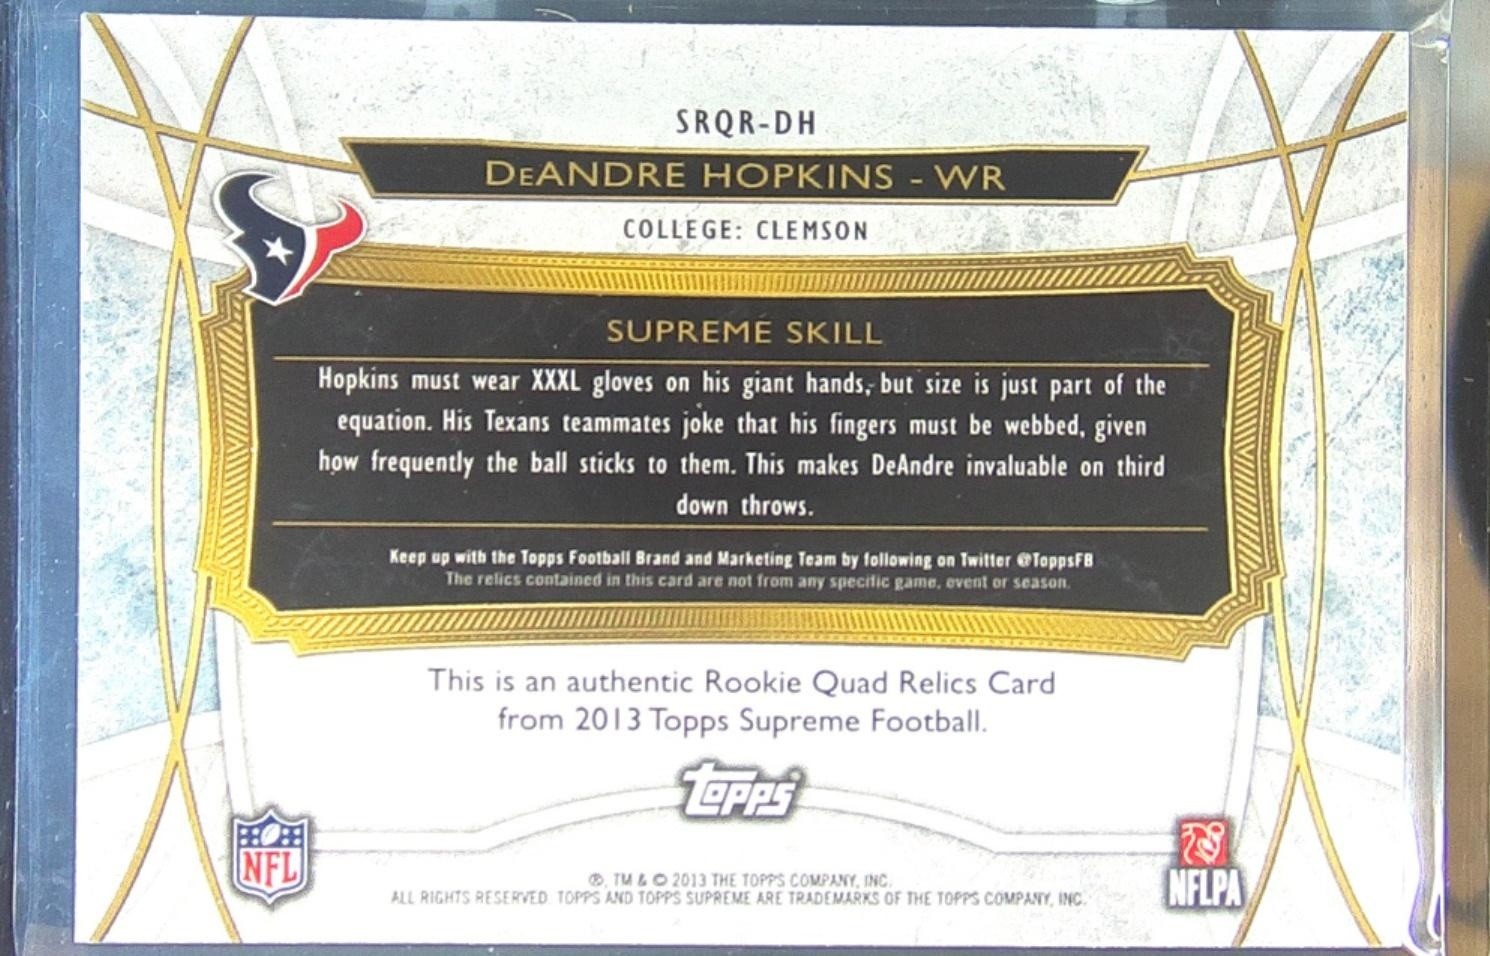 SRQR-DH
DeANDRE HOPKINS - WR
COLLEGE: CLEMSON
SUPREME SKILL
Hopkins must wear XXXL gloves on his giant hands, but size is just part of the
equation. His Texans teammates joke that his fingers must be webbed, given
how frequently the ball sticks to them. This makes DeAndre invaluable on third
down throws.
Keep up with the Topps Football Brand and Marketing Team by following on Twitter @ToppsFB
The relics contained in this card are not from any specific game, event or season.
This is an authentic Rookie Quad Relics Card
from 2013 Topps Supreme Football.
topps®
NFL
NFLPA
®, TM & © 2013 THE TOPPS COMPANY, INC.
ALL RIGHTS RESERVED. TOPPS AND TOPPS SUPREME ARE TRADEMARKS OF THE TOPPS COMPANY, INC.